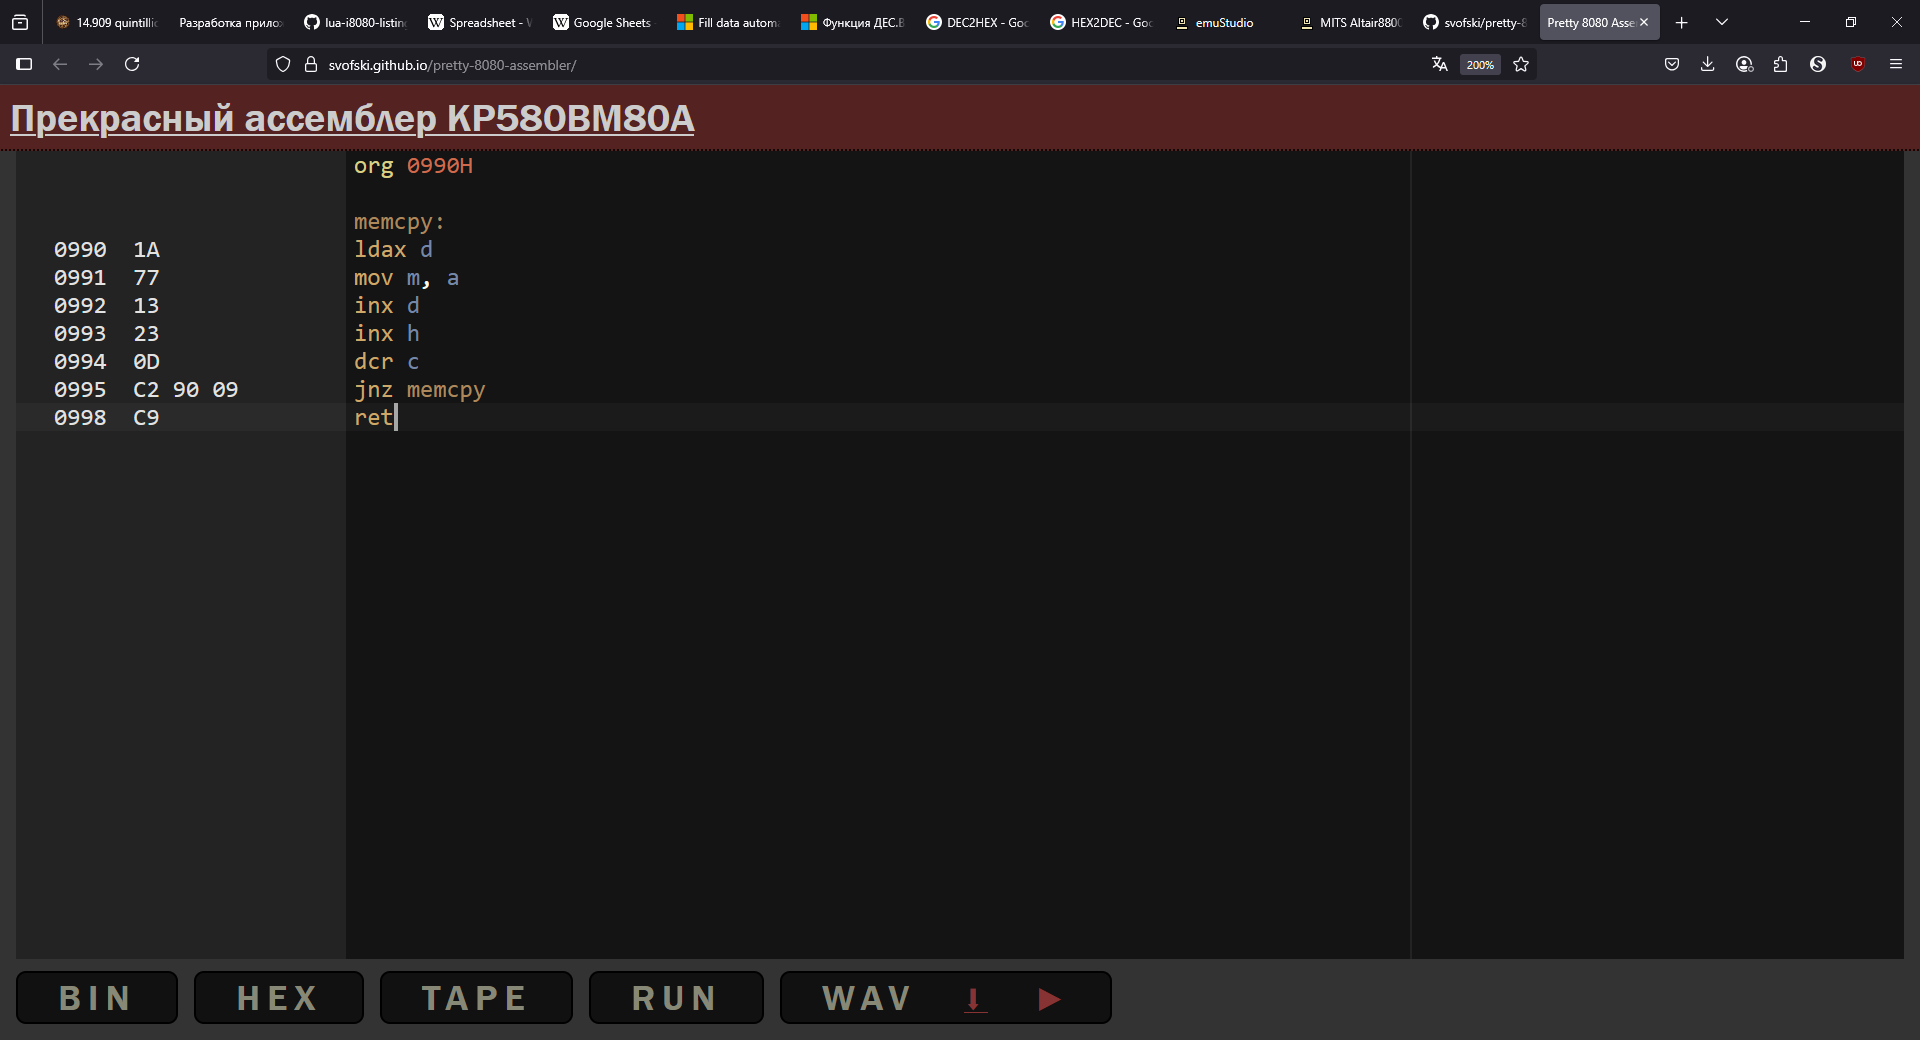 14.909 quintillic Разработка прилож lua-i8080-listing Spreadsheet - W Google Sheets Fill data automa Функция ДЕС.В DEC2HEX - Goo HEX2DEC - Goo emuStudio MITS Altair880 svofski/pretty-8 Pretty 8080 Asse
svofski.github.io/pretty-8080-assembler/ 200%
Прекрасный ассемблер КР580ВМ80А
org 0990H
memcpy:
0990 1A ldax d
0991 77 mov m, a
0992 13 inx d
0993 23 inx h
0994 0D dcr c
0995 C2 90 09 jnz memcpy
0998 C9 ret
BIN HEX TAPE RUN WAV